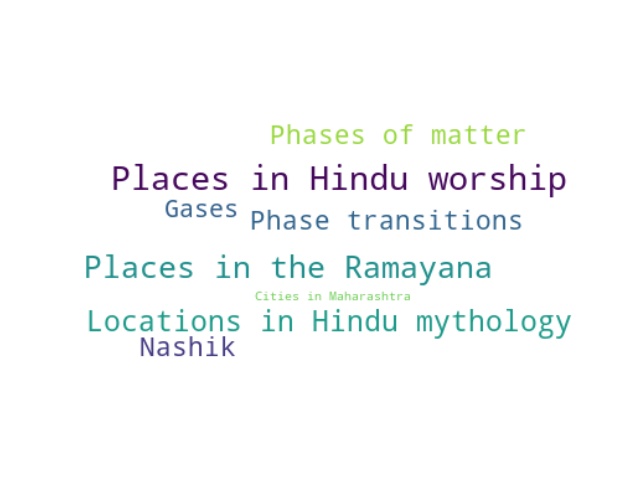 Phases of matter
Places in Hindu worship
Gases
Phase transitions
Places in the Ramayana
Cities in Maharashtra
Locations in Hindu mythology
Nashik